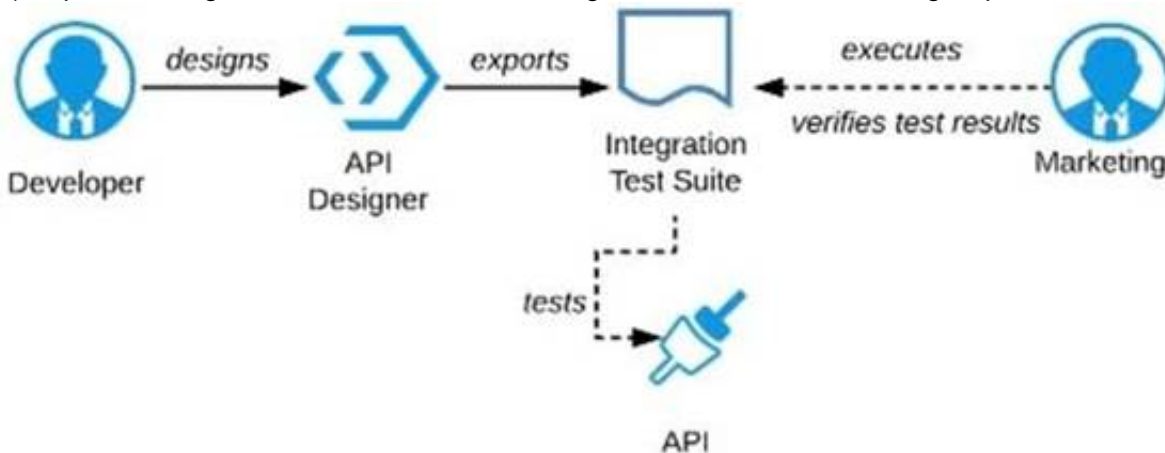 designs
exports
executes
verifies test results
Developer
API
Designer
Integration
Test Suite
Marketing
tests
API